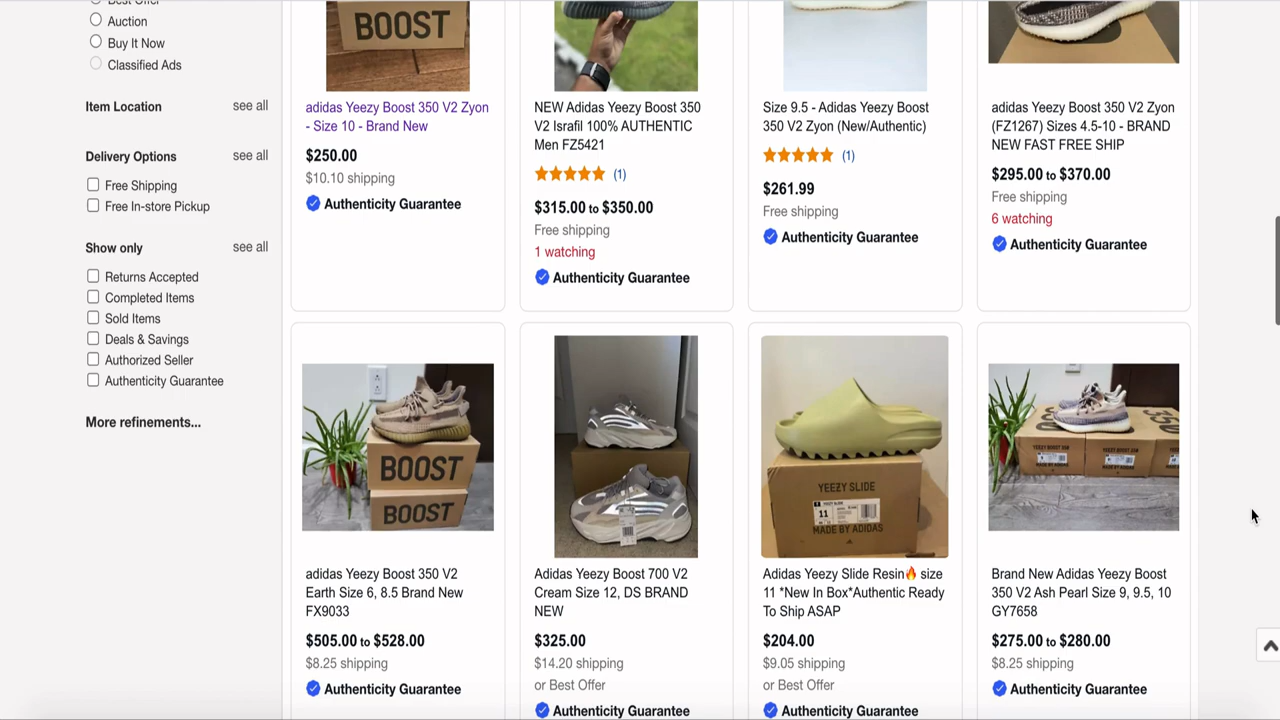 Best Offer
Auction
Buy It Now
Classified Ads
Item Location see all
Delivery Options see all
Free Shipping
Free In-store Pickup
Show only see all
Returns Accepted
Completed Items
Sold Items
Deals & Savings
Authorized Seller
Authenticity Guarantee
More refinements...
BOOST
adidas Yeezy Boost 350 V2 Zyon
- Size 10 - Brand New
$250.00
$10.10 shipping
Authenticity Guarantee
NEW Adidas Yeezy Boost 350
V2 Israfil 100% AUTHENTIC
Men FZ5421
(1)
$315.00 to $350.00
Free shipping
1 watching
Authenticity Guarantee
Size 9.5 - Adidas Yeezy Boost
350 V2 Zyon (New/Authentic)
(1)
$261.99
Free shipping
Authenticity Guarantee
adidas Yeezy Boost 350 V2 Zyon
(FZ1267) Sizes 4.5-10 - BRAND
NEW FAST FREE SHIP
$295.00 to $370.00
Free shipping
6 watching
Authenticity Guarantee
BOOST
BOOST
adidas Yeezy Boost 350 V2
Earth Size 6, 8.5 Brand New
FX9033
$505.00 to $528.00
$8.25 shipping
Authenticity Guarantee
Adidas Yeezy Boost 700 V2
Cream Size 12, DS BRAND
NEW
$325.00
$14.20 shipping
or Best Offer
Authenticity Guarantee
YEEZY SLIDE
11
MADE BY ADIDAS
Adidas Yeezy Slide Resin🔥 size
11 *New In Box*Authentic Ready
To Ship ASAP
$204.00
$9.05 shipping
or Best Offer
Authenticity Guarantee
350
Brand New Adidas Yeezy Boost
350 V2 Ash Pearl Size 9, 9.5, 10
GY7658
$275.00 to $280.00
$8.25 shipping
Authenticity Guarantee